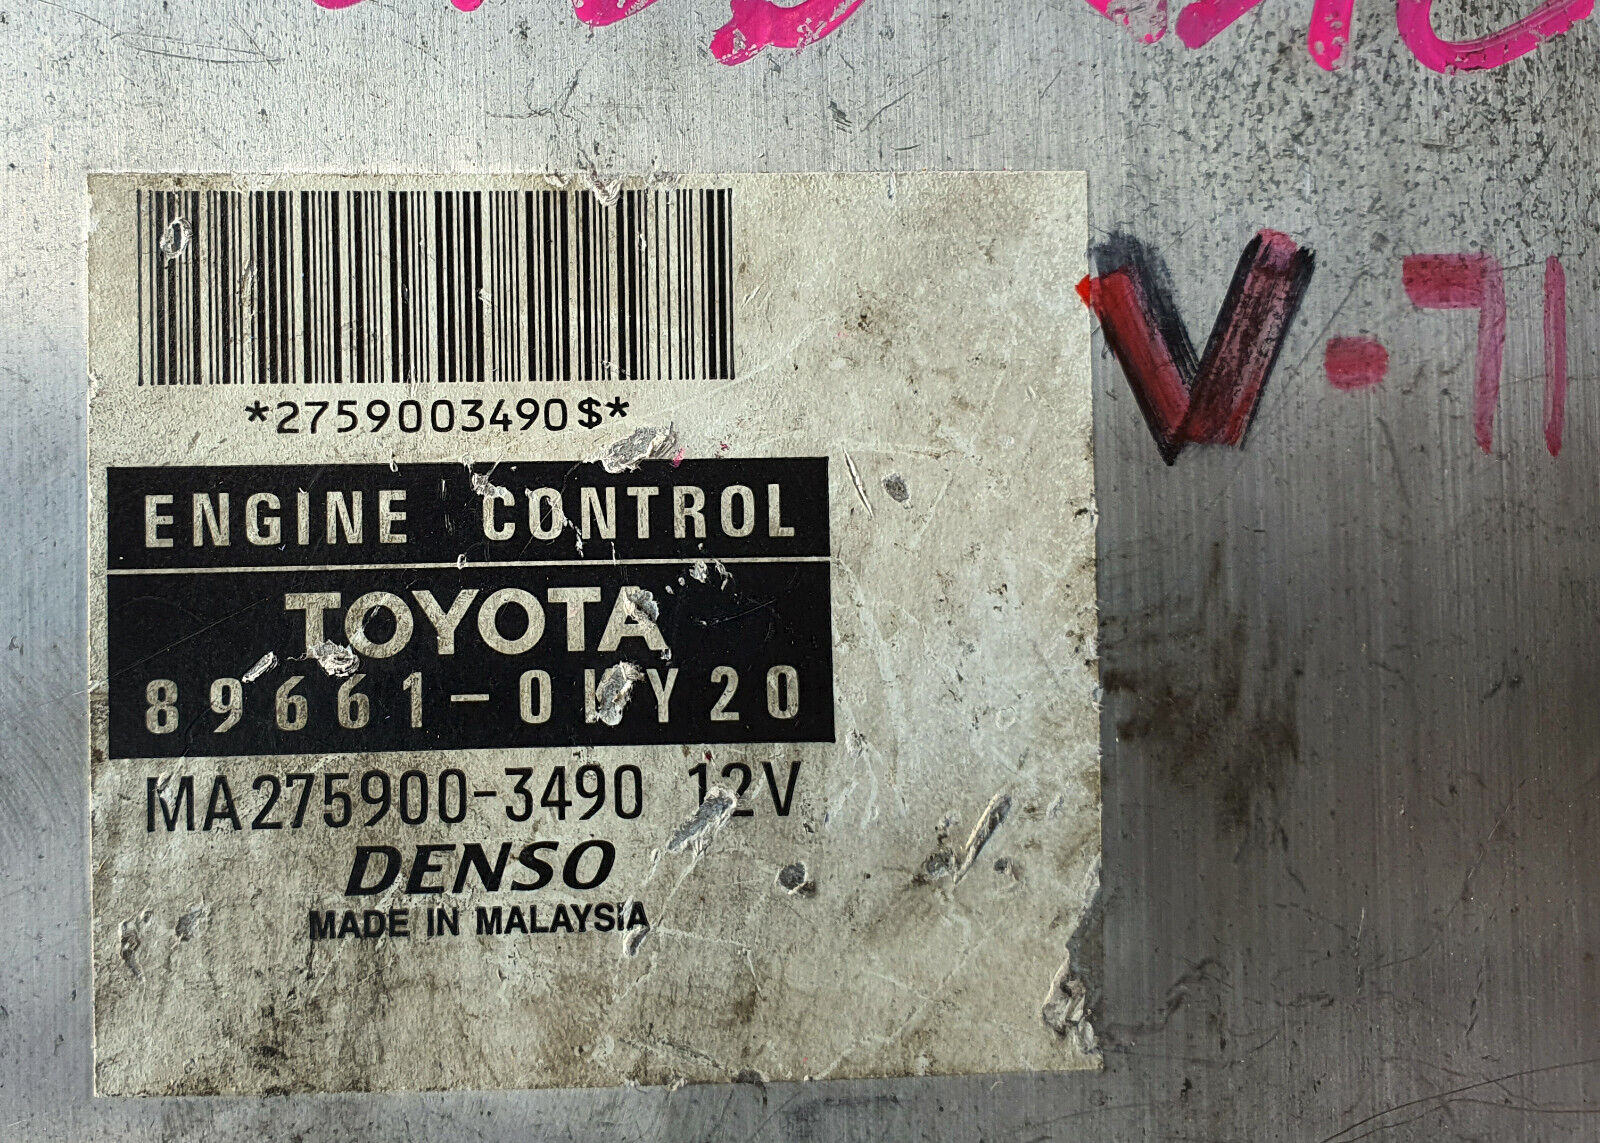 *2759003490$*
V-71
ENGINE CONTROL
TOYOTA
MA275900-3490 12V
DENSO
MADE IN MALAYSIA